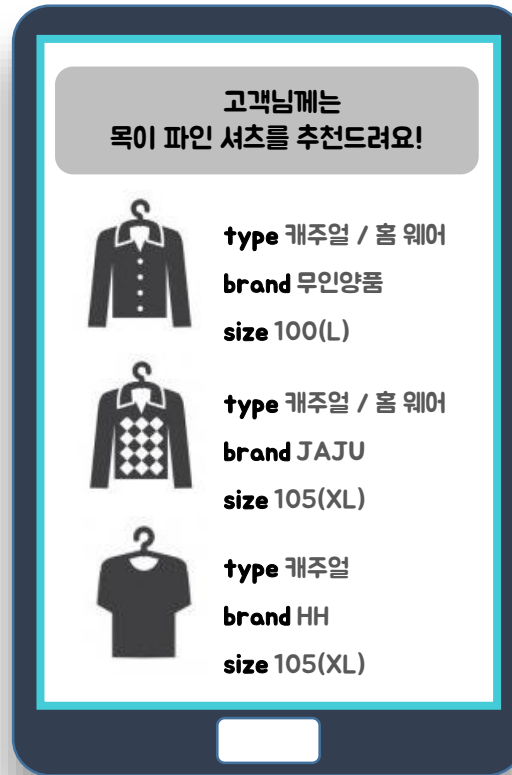 고객님께는
목이 파인 셔츠를 추천드려요!
type 캐주얼 / 홈 웨어
brand 무인양품
size 100(L)
type 캐주얼 / 홈 웨어
brand JAJU
size 105(XL)
type 캐주얼
brand HH
size 105(XL)